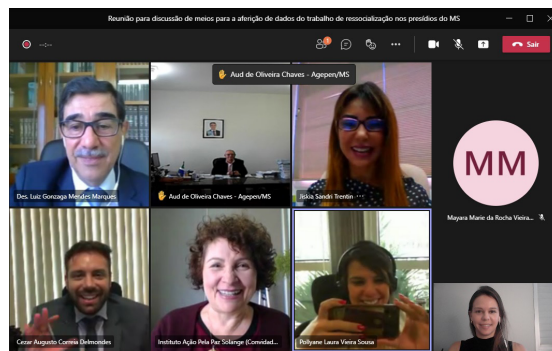 Reunião para discussão de meios para a aferição de dados do trabalho de ressocialização nos presídios do MS
--:--
1
Sair
Aud de Oliveira Chaves - Agepen/MS
Des. Luiz Gonzaga Mendes Marques
Aud de Oliveira Chaves - Agepen/MS
Jiskia Sandri Trentin ...
MM
Mayara Marie da Rocha Vieira...
Cezar Augusto Correia Delmondes
Instituto Ação Pela Paz Solange (Convidad...
Pollyane Laura Vieira Sousa